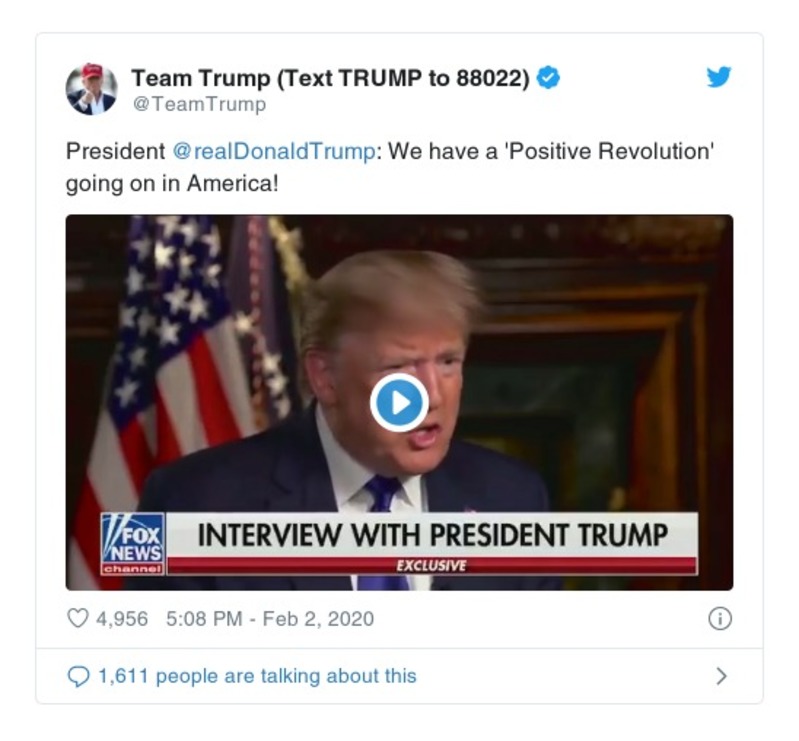 Team Trump (Text TRUMP to 88022)
@TeamTrump
President @realDonaldTrump: We have a 'Positive Revolution'
going on in America!
FOX
NEWS
channel
INTERVIEW WITH PRESIDENT TRUMP
EXCLUSIVE
4,956 5:08 PM - Feb 2, 2020
1,611 people are talking about this